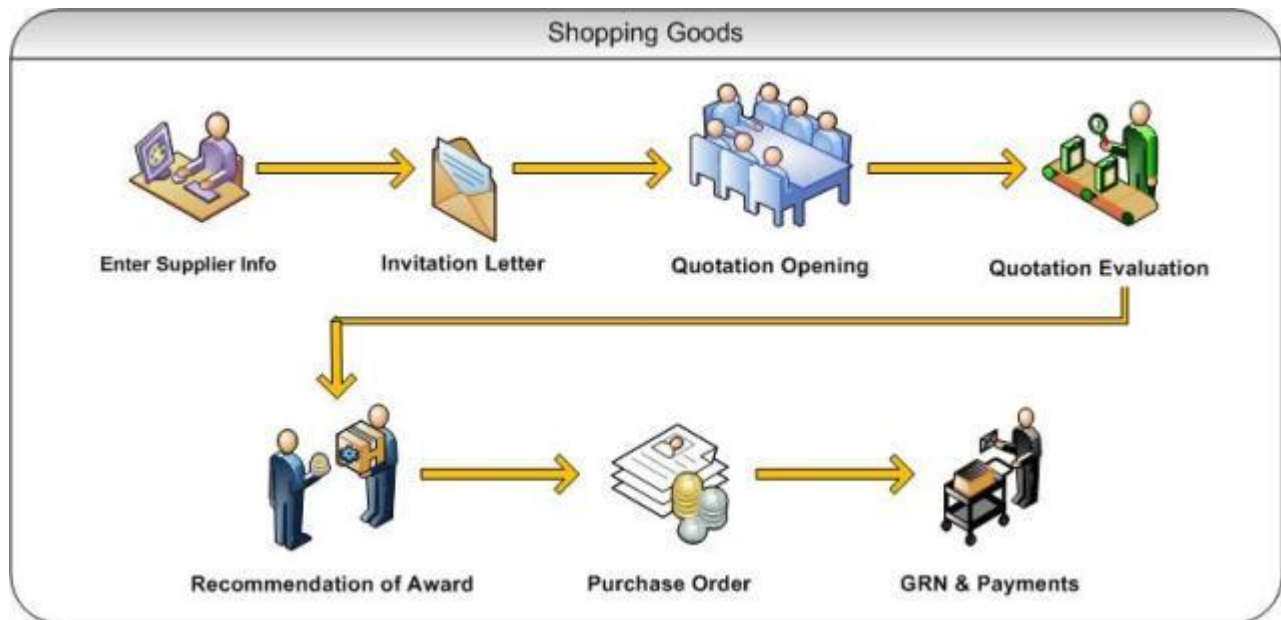 Shopping Goods
Enter Supplier Info
Invitation Letter
Quotation Opening
Quotation Evaluation
Recommendation of Award
Purchase Order
GRN & Payments